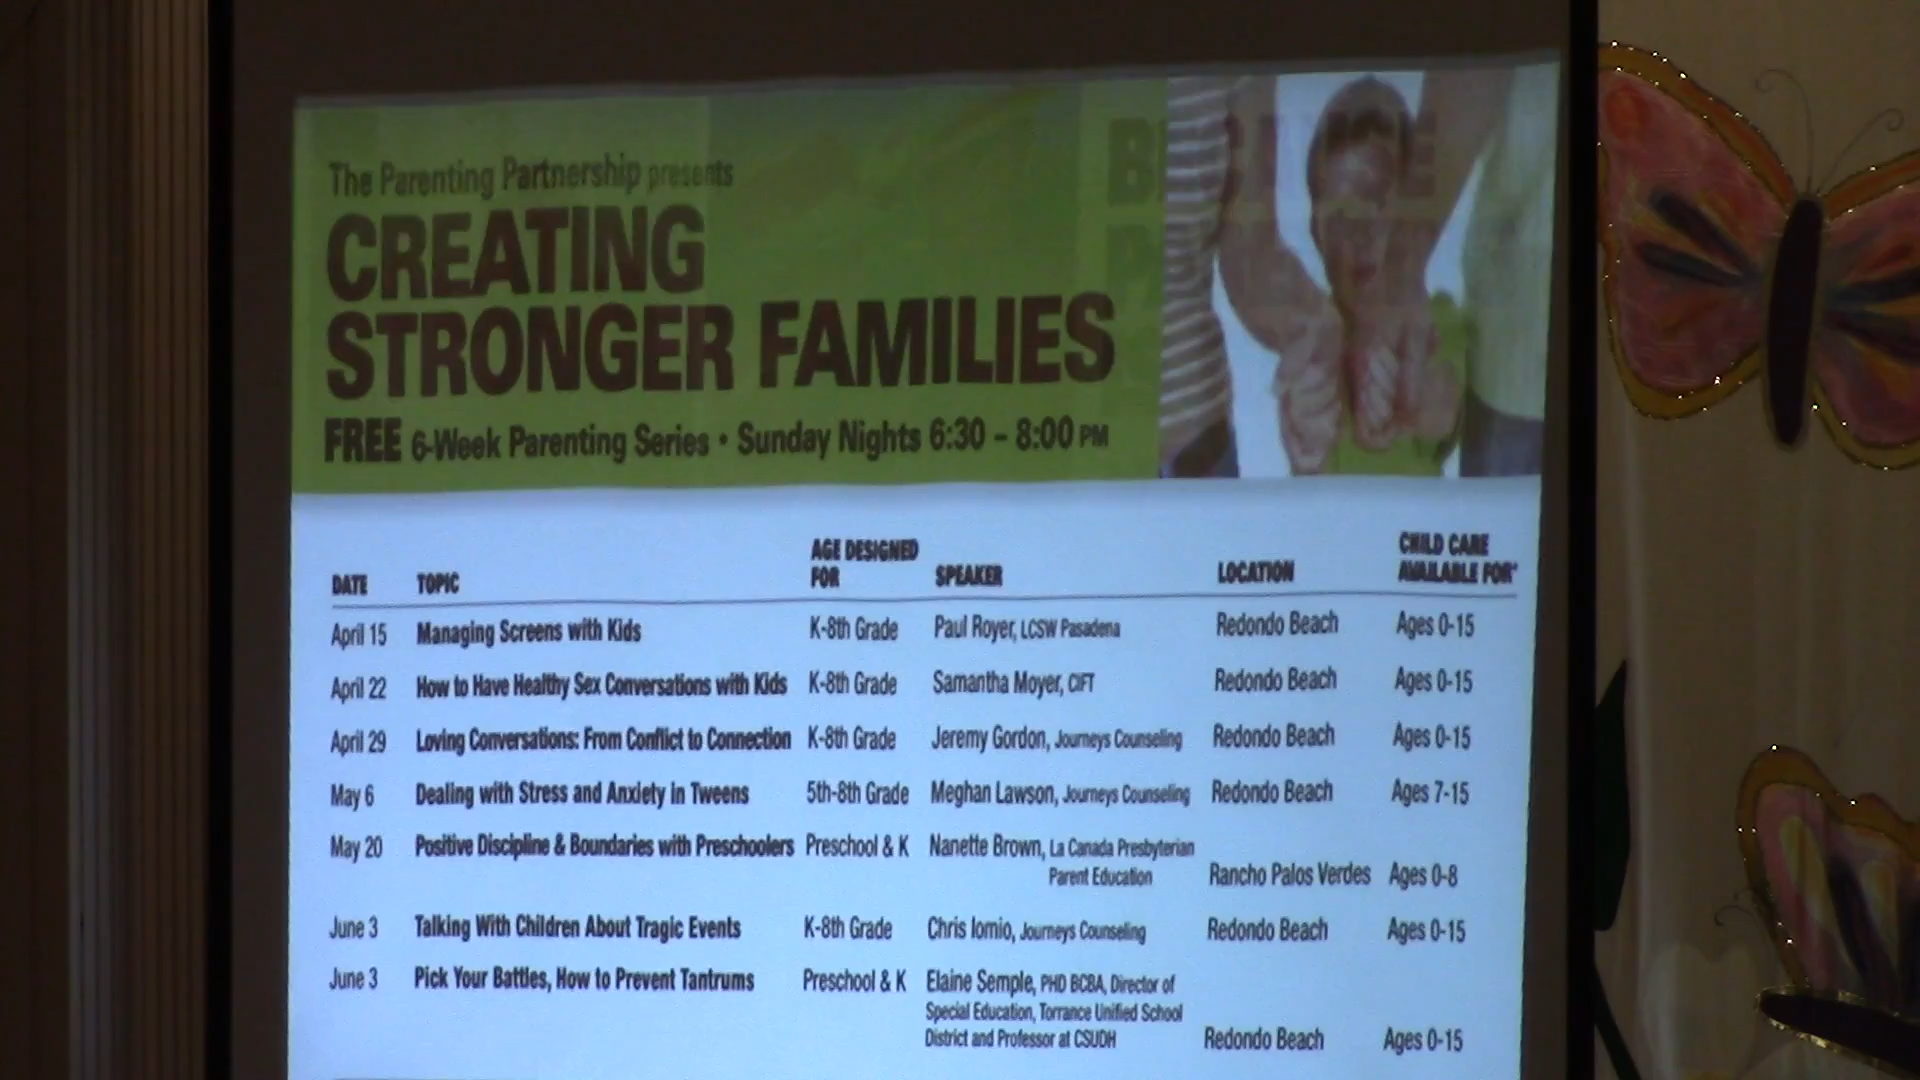 The Parenting Partnership presents
CREATING
STRONGER FAMILIES
FREE 6-Week Parenting Series • Sunday Nights 6:30 – 8:00 PM
DATE TOPIC AGE DESIGNED FOR SPEAKER LOCATION CHILD CARE AVAILABLE FOR*
April 15 Managing Screens with Kids K-8th Grade Paul Royer, LCSW Pasadena Redondo Beach Ages 0-15
April 22 How to Have Healthy Sex Conversations with Kids K-8th Grade Samantha Moyer, CIFT Redondo Beach Ages 0-15
April 29 Loving Conversations: From Conflict to Connection K-8th Grade Jeremy Gordon, Journeys Counseling Redondo Beach Ages 0-15
May 6 Dealing with Stress and Anxiety in Tweens 5th-8th Grade Meghan Lawson, Journeys Counseling Redondo Beach Ages 7-15
May 20 Positive Discipline & Boundaries with Preschoolers Preschool & K Nanette Brown, La Canada Presbyterian
Parent Education Rancho Palos Verdes Ages 0-8
June 3 Talking With Children About Tragic Events K-8th Grade Chris Iornio, Journeys Counseling Redondo Beach Ages 0-15
June 3 Pick Your Battles, How to Prevent Tantrums Preschool & K Elaine Semple, PHD BCBA, Director of
Special Education, Torrance Unified School
District and Professor at CSUDH Redondo Beach Ages 0-15